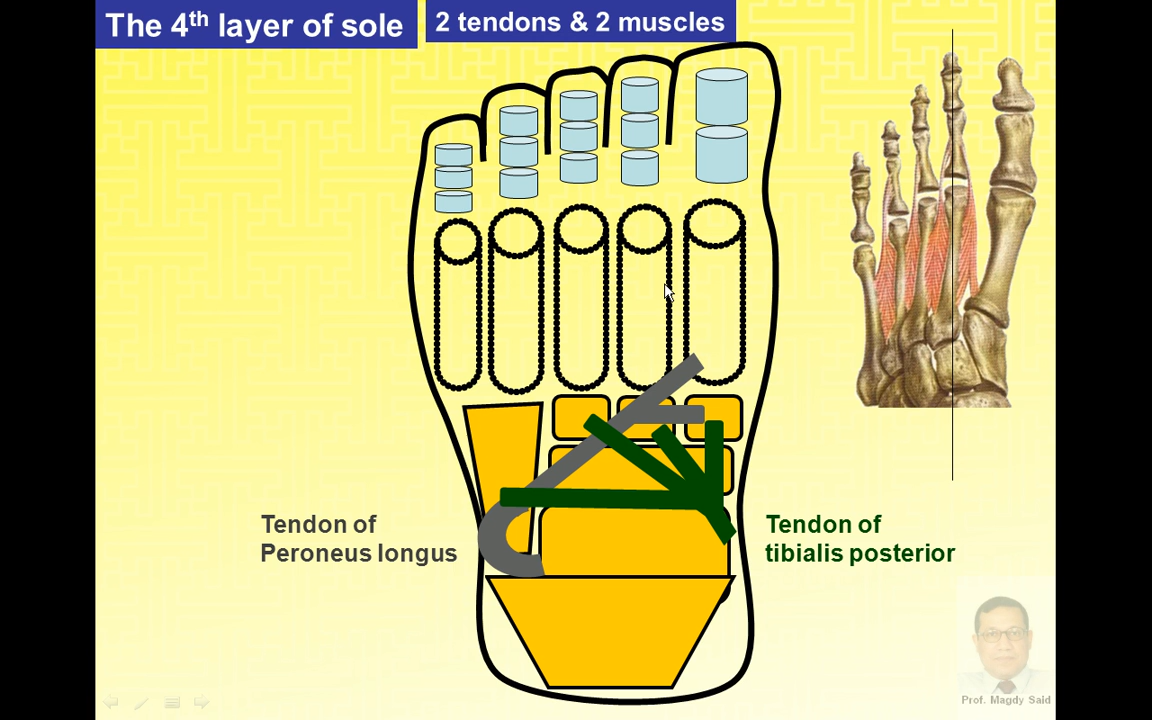 The 4th layer of sole
2 tendons & 2 muscles
Tendon of
Peroneus longus
Tendon of
tibialis posterior
Prof. Magdy Said